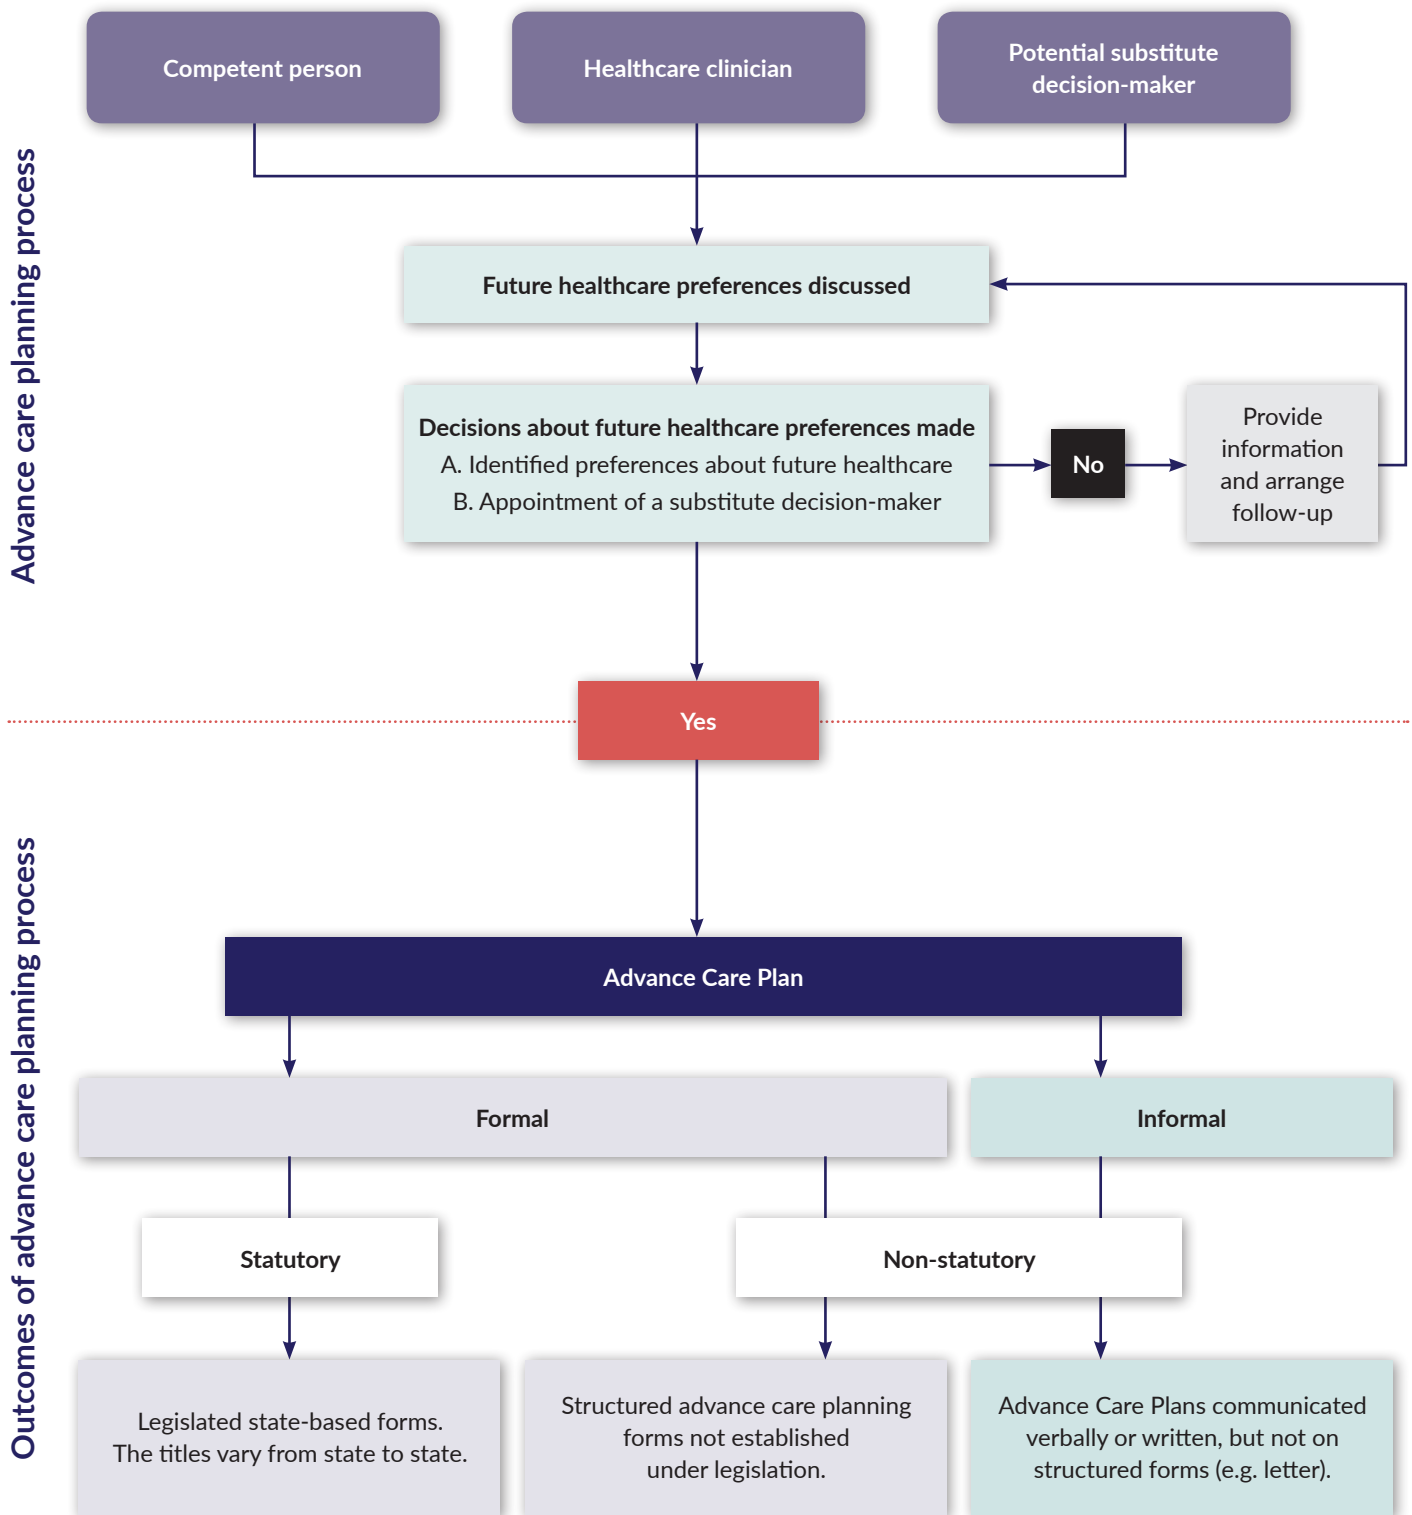 Competent person
Healthcare clinician
Potential substitute
decision-maker
Advance care planning process
Future healthcare preferences discussed
Decisions about future healthcare preferences made
A. Identified preferences about future healthcare
B. Appointment of a substitute decision-maker
No
Provide
information
and arrange
follow-up
Yes
Outcomes of advance care planning process
Advance Care Plan
Formal
Informal
Statutory
Non-statutory
Legislated state-based forms.
The titles vary from state to state.
Structured advance care planning
forms not established
under legislation.
Advance Care Plans communicated
verbally or written, but not on
structured forms (e.g. letter).